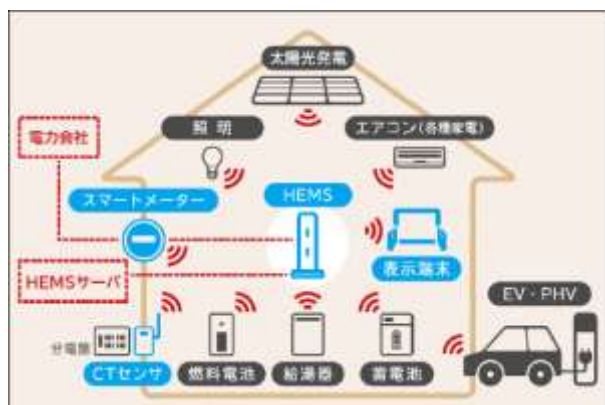 太陽光発電
照明
エアコン(各種家電)
電力会社
スマートメーター
HEMS
HEMSサーバ
表示端末
EV・PHV
分電盤
CTセンサ
燃料電池
給湯器
蓄電池